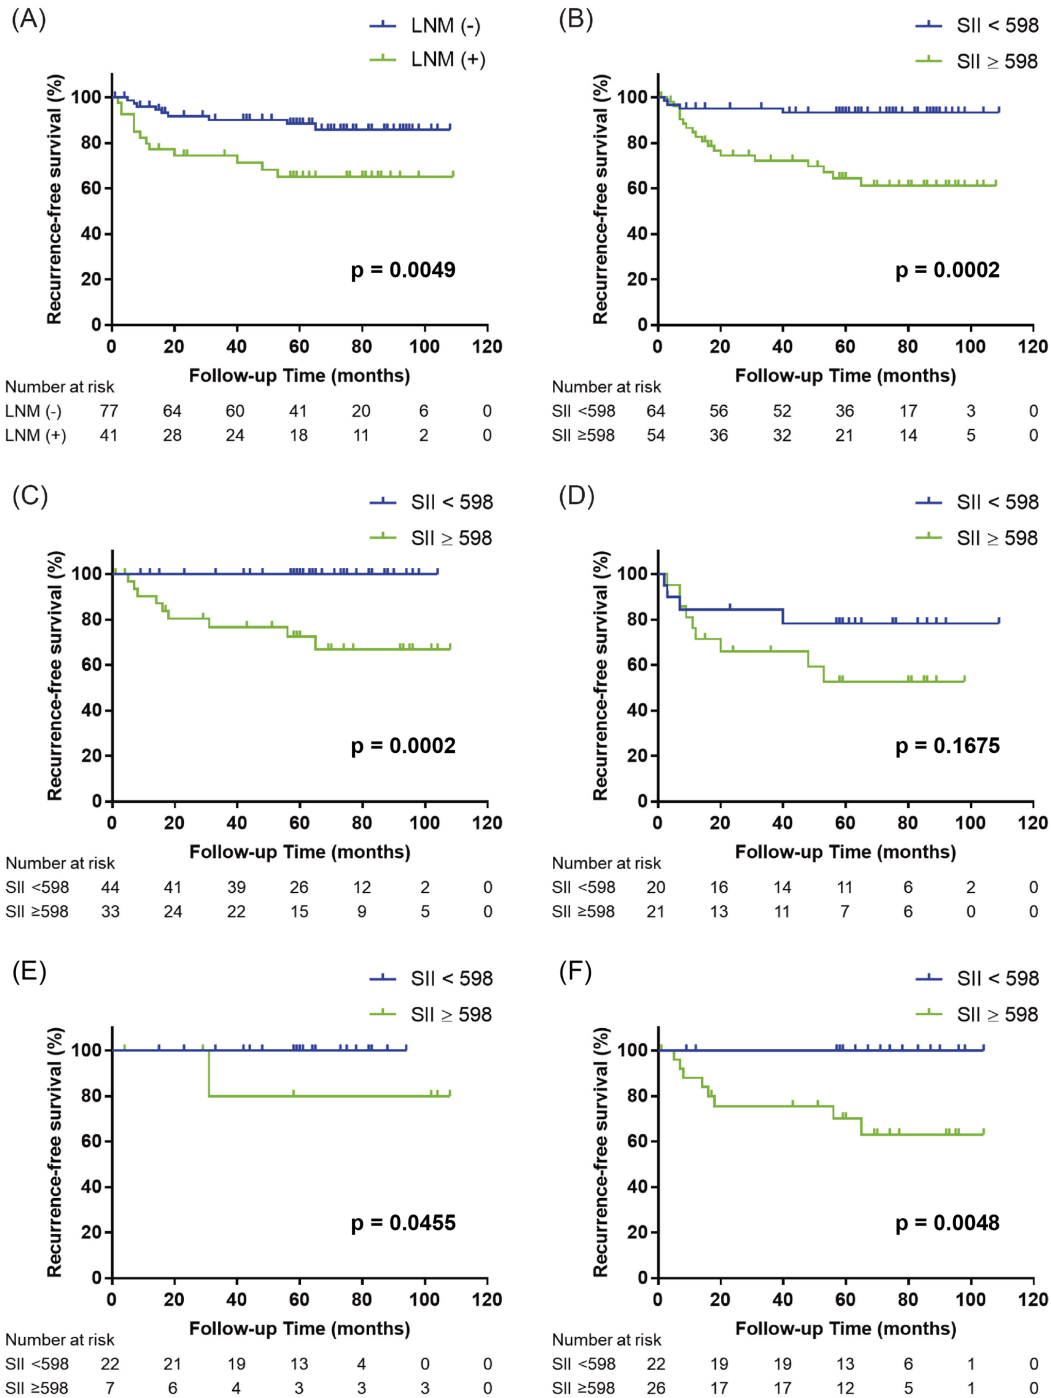 (A)
LNM (-)
LNM (+)
Recurrence-free survival (%)
100
80
60
40
20
0
p = 0.0049
0 20 40 60 80 100 120
Follow-up Time (months)
Number at risk
LNM (-) 77 64 60 41 20 6 0
LNM (+) 41 28 24 18 11 2 0
(B)
SII < 598
SII ≥ 598
Recurrence-free survival (%)
100
80
60
40
20
0
p = 0.0002
0 20 40 60 80 100 120
Follow-up Time (months)
Number at risk
SII <598 64 56 52 36 17 3 0
SII ≥598 54 36 32 21 14 5 0
(C)
SII < 598
SII ≥ 598
Recurrence-free survival (%)
100
80
60
40
20
0
p = 0.0002
0 20 40 60 80 100 120
Follow-up Time (months)
Number at risk
SII <598 44 41 39 26 12 2 0
SII ≥598 33 24 22 15 9 5 0
(D)
SII < 598
SII ≥ 598
Recurrence-free survival (%)
100
80
60
40
20
0
p = 0.1675
0 20 40 60 80 100 120
Follow-up Time (months)
Number at risk
SII <598 20 16 14 11 6 2 0
SII ≥598 21 13 11 7 6 0 0
(E)
SII < 598
SII ≥ 598
Recurrence-free survival (%)
100
80
60
40
20
0
p = 0.0455
0 20 40 60 80 100 120
Follow-up Time (months)
Number at risk
SII <598 22 21 19 13 4 0 0
SII ≥598 7 6 4 3 3 3 0
(F)
SII < 598
SII ≥ 598
Recurrence-free survival (%)
100
80
60
40
20
0
p = 0.0048
0 20 40 60 80 100 120
Follow-up Time (months)
Number at risk
SII <598 22 19 19 13 6 1 0
SII ≥598 26 17 17 12 5 1 0